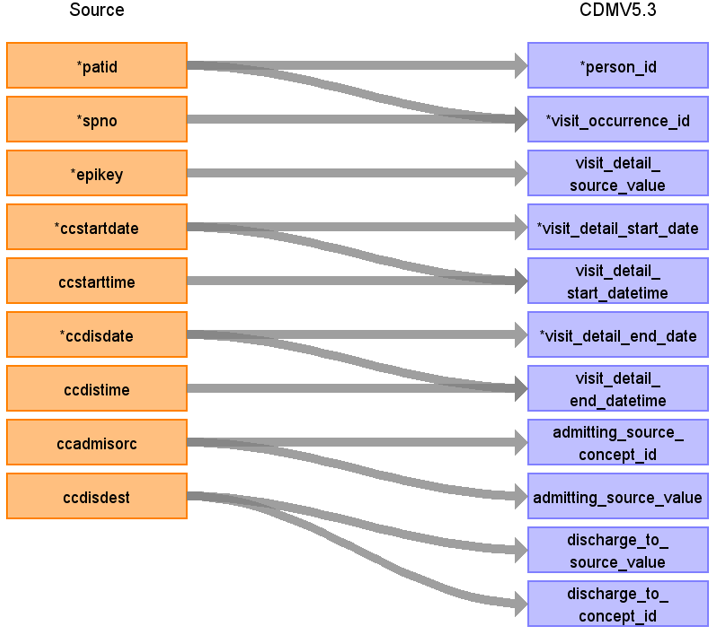 Source
CDMV5.3
*patid
*person_id
*spno
*visit_occurrence_id
*epikey
visit_detail_
source_value
*ccstartdate
*visit_detail_start_date
ccstarttime
visit_detail_
start_datetime
*ccdisdate
*visit_detail_end_date
ccdistime
visit_detail_
end_datetime
ccadmisorc
admitting_source_
concept_id
ccdisdest
admitting_source_value
discharge_to_
source_value
discharge_to_
concept_id